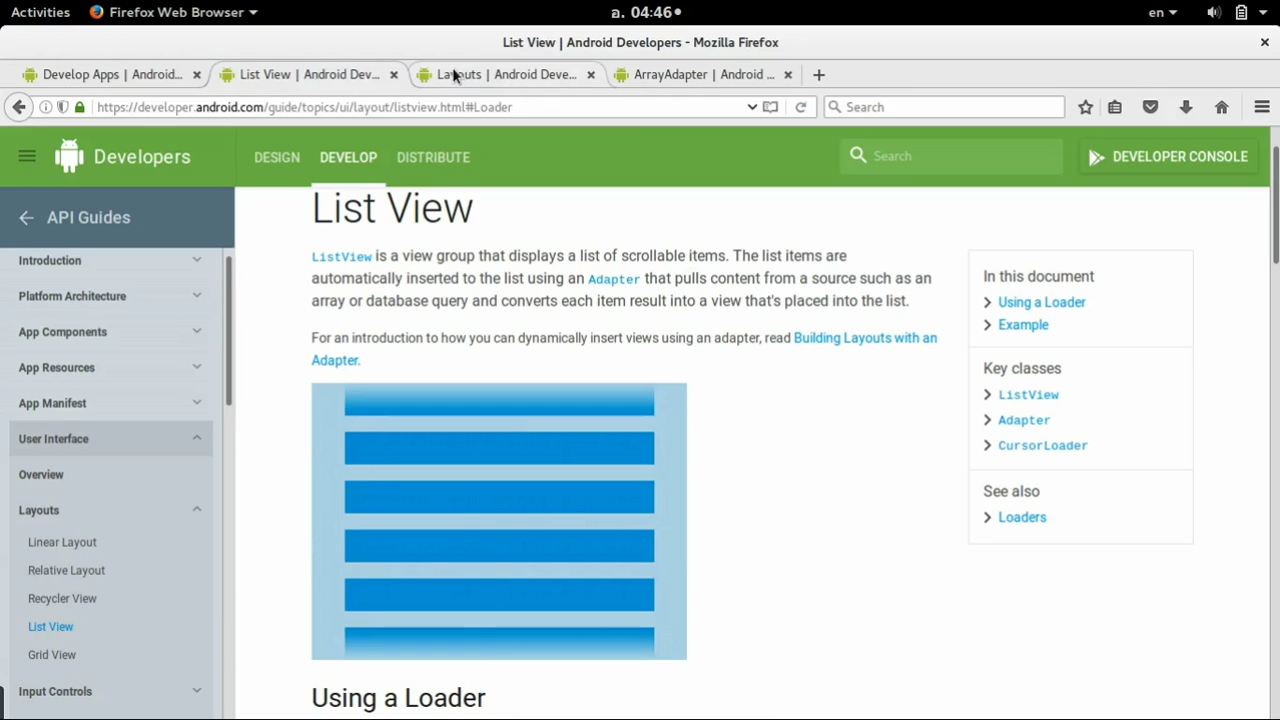 Activities Firefox Web Browser อ. 04:46 en
List View | Android Developers - Mozilla Firefox
Develop Apps | Android... List View | Android Dev... Layouts | Android Deve... ArrayAdapter | Android ...
https://developer.android.com/guide/topics/ui/layout/listview.html#Loader Search
Developers DESIGN DEVELOP DISTRIBUTE Search DEVELOPER CONSOLE
API Guides
Introduction
Platform Architecture
App Components
App Resources
App Manifest
User Interface
Overview
Layouts
Linear Layout
Relative Layout
Recycler View
List View
Grid View
Input Controls
List View
ListView is a view group that displays a list of scrollable items. The list items are
automatically inserted to the list using an Adapter that pulls content from a source such as an
array or database query and converts each item result into a view that's placed into the list.
For an introduction to how you can dynamically insert views using an adapter, read Building Layouts with an
Adapter.
Using a Loader
In this document
Using a Loader
Example
Key classes
ListView
Adapter
CursorLoader
See also
Loaders